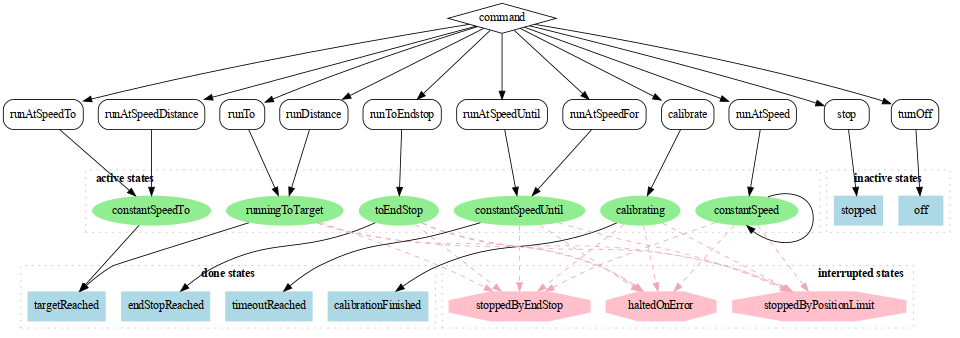 command
runAtSpeedTo
runAtSpeedDistance
runTo
runDistance
runToEndstop
runAtSpeedUntil
runAtSpeedFor
calibrate
runAtSpeed
stop
turnOff
active states
inactive states
constantSpeedTo
runningToTarget
toEndStop
constantSpeedUntil
calibrating
constantSpeed
stopped
off
done states
interrupted states
targetReached
endStopReached
timeoutReached
calibrationFinished
stoppedByEndStop
haltedOnError
stoppedByPositionLimit